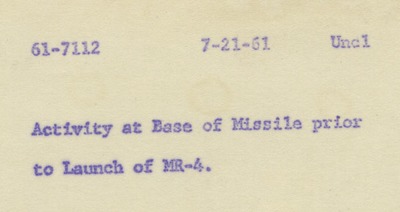 61-7112 7-21-61 Uncl
Activity at Base of Missile prior
to Launch of MR-4.